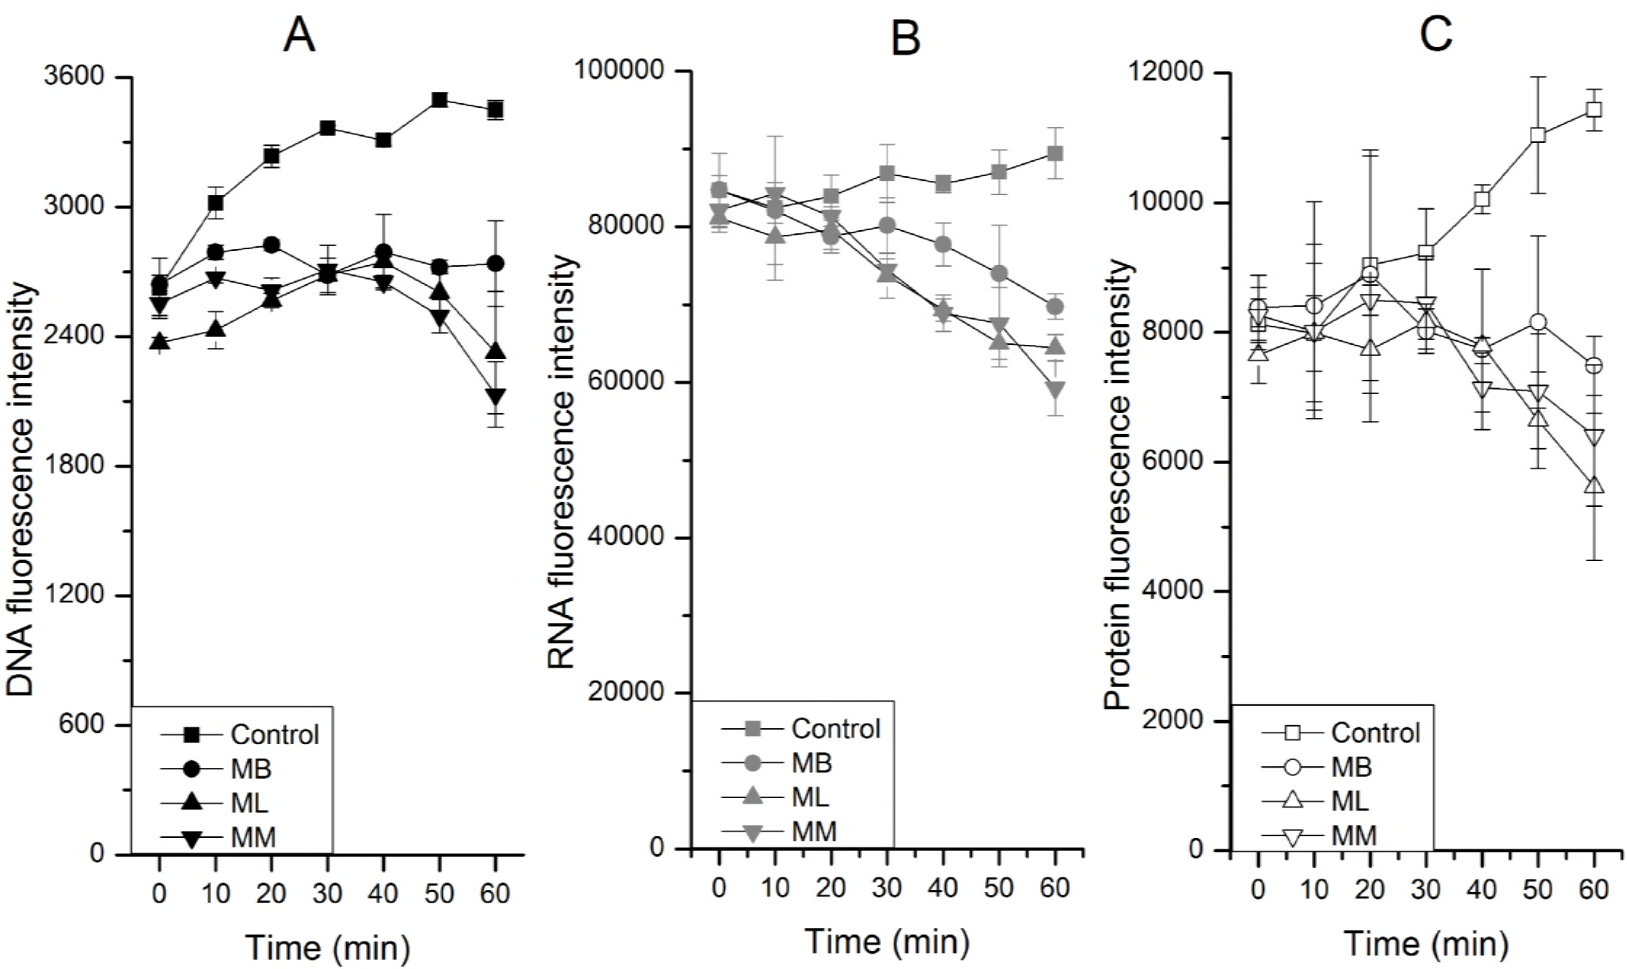 A
DNA fluorescence intensity
3600
3000
2400
1800
1200
600
0
Control
MB
ML
MM
0 10 20 30 40 50 60
Time (min)
B
RNA fluorescence intensity
100000
80000
60000
40000
20000
0
Control
MB
ML
MM
0 10 20 30 40 50 60
Time (min)
C
Protein fluorescence intensity
12000
10000
8000
6000
4000
2000
0
Control
MB
ML
MM
0 10 20 30 40 50 60
Time (min)